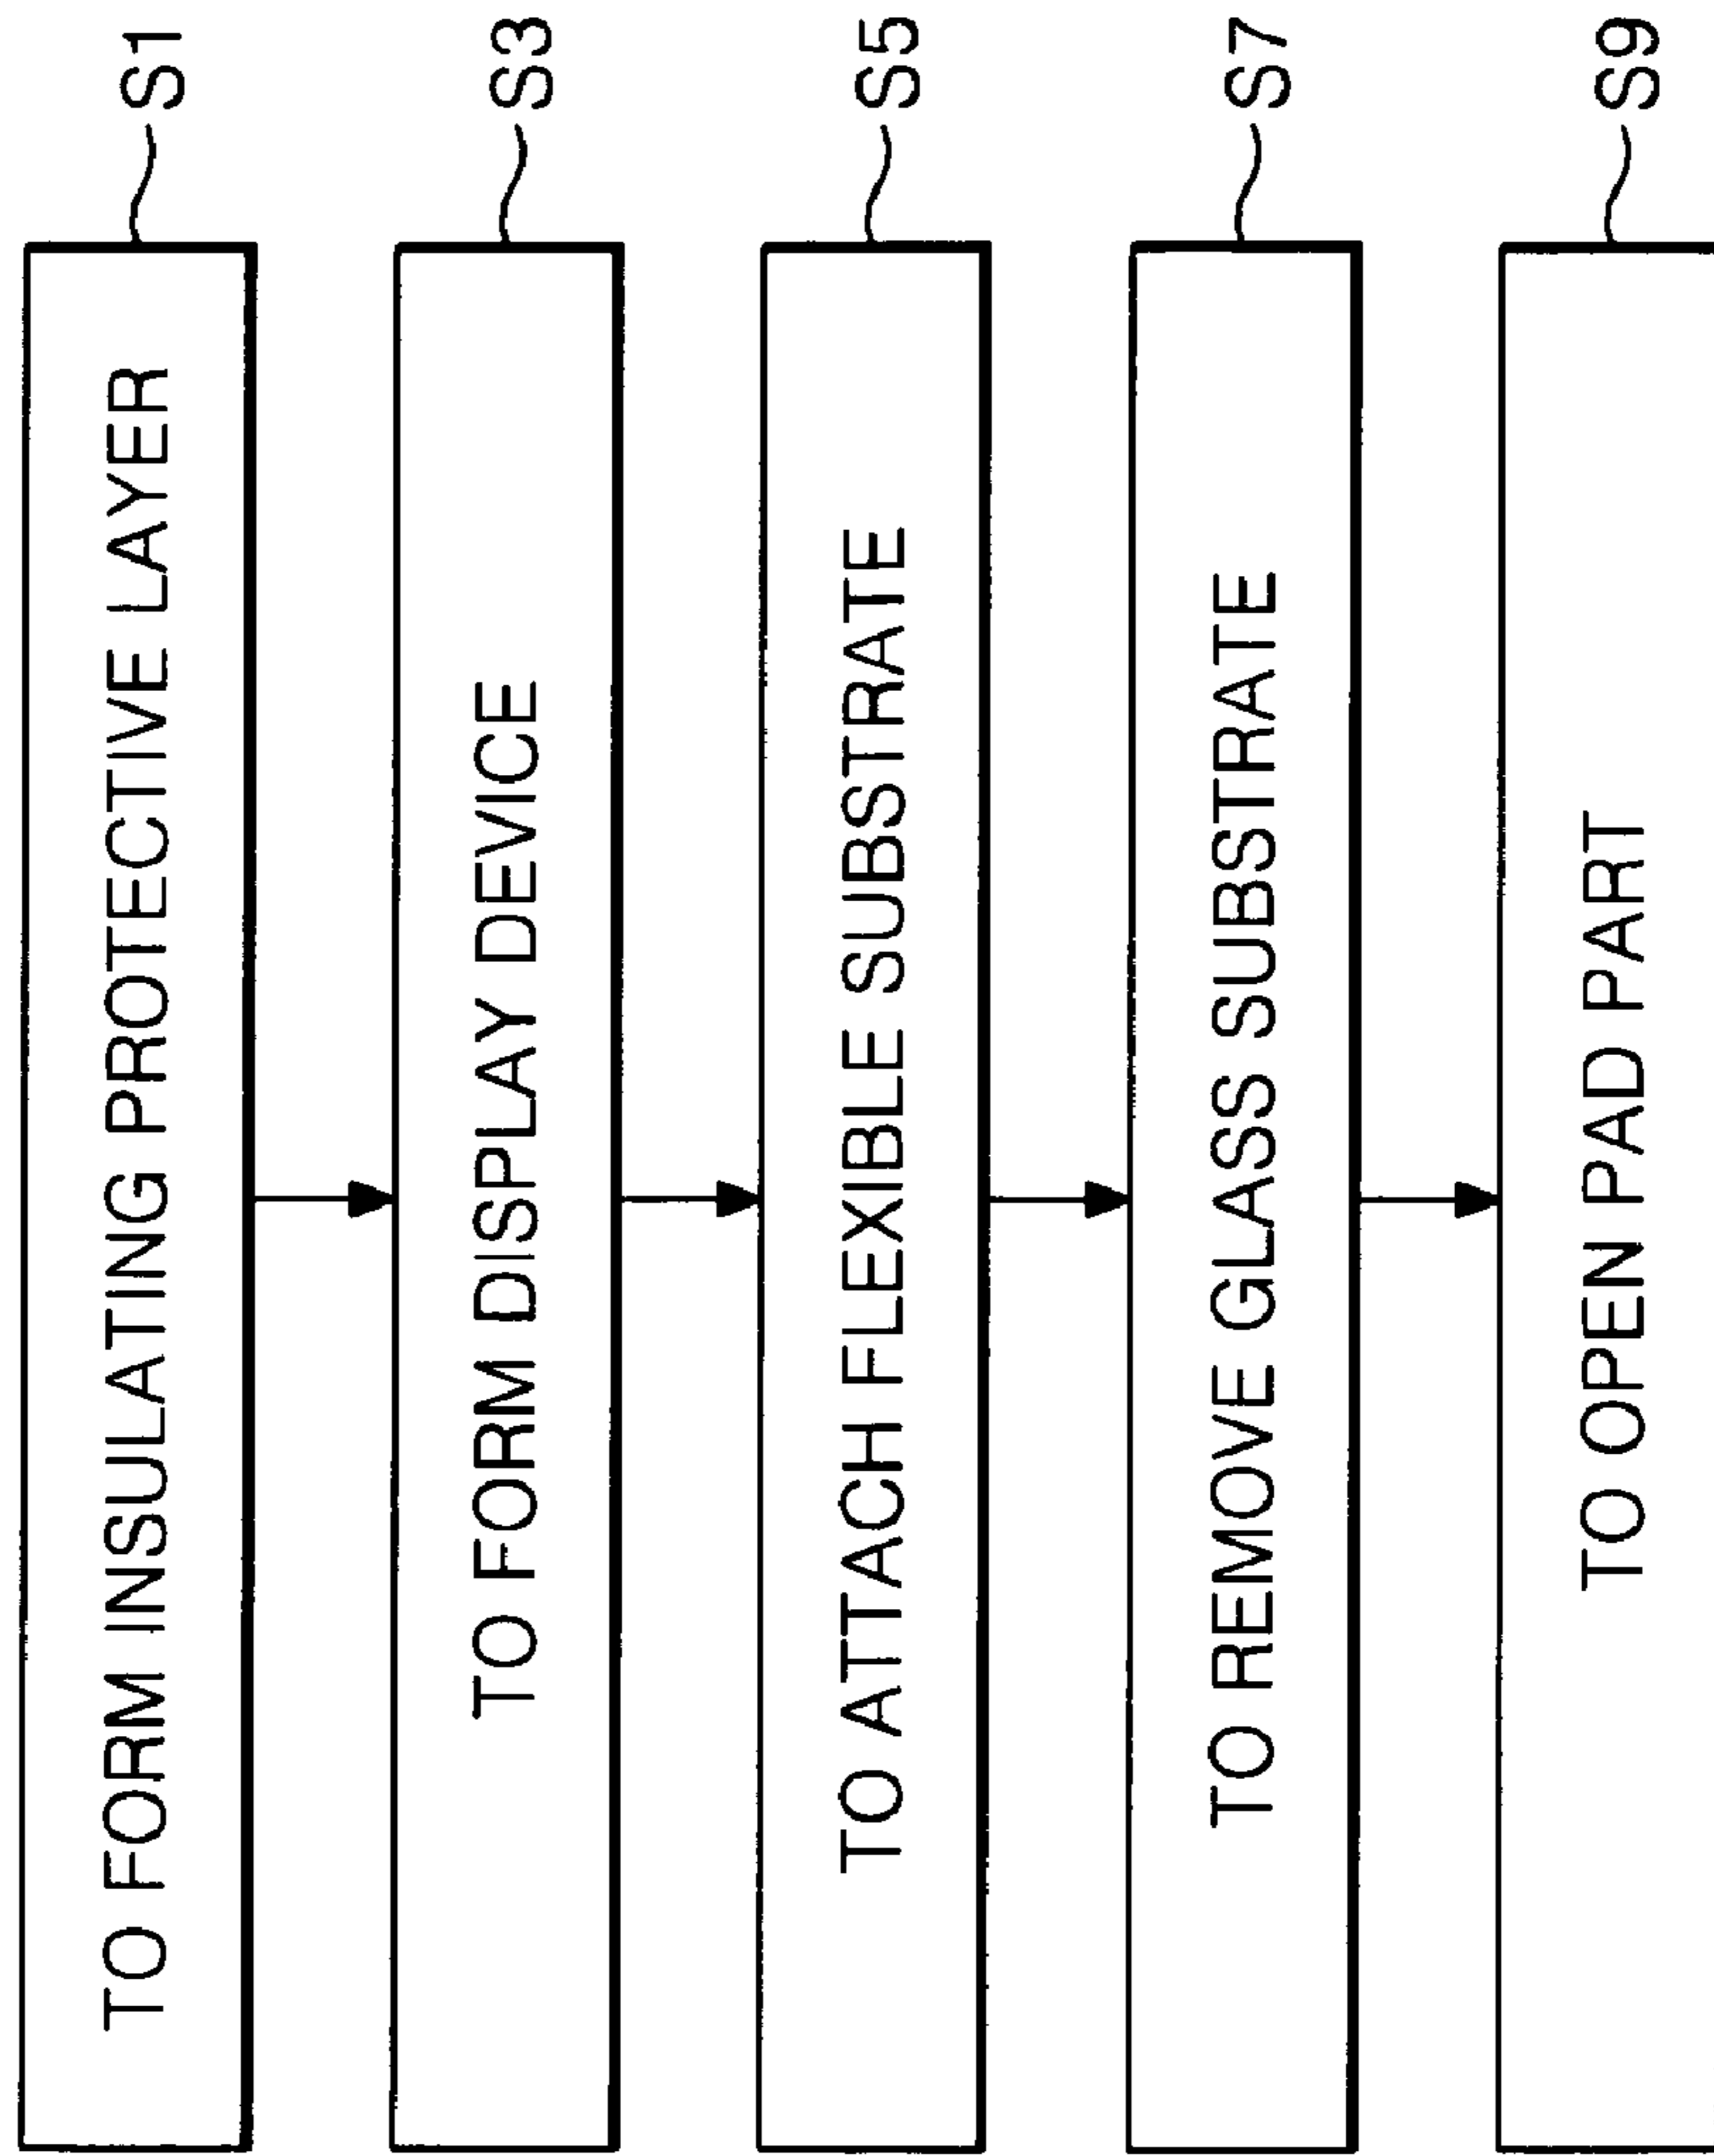 TO FORM INSULATING PROTECTIVE LAYER
S1
TO FORM DISPLAY DEVICE
S3
TO ATTACH FLEXIBLE SUBSTRATE
S5
TO REMOVE GLASS SUBSTRATE
S7
TO OPEN PAD PART
S9